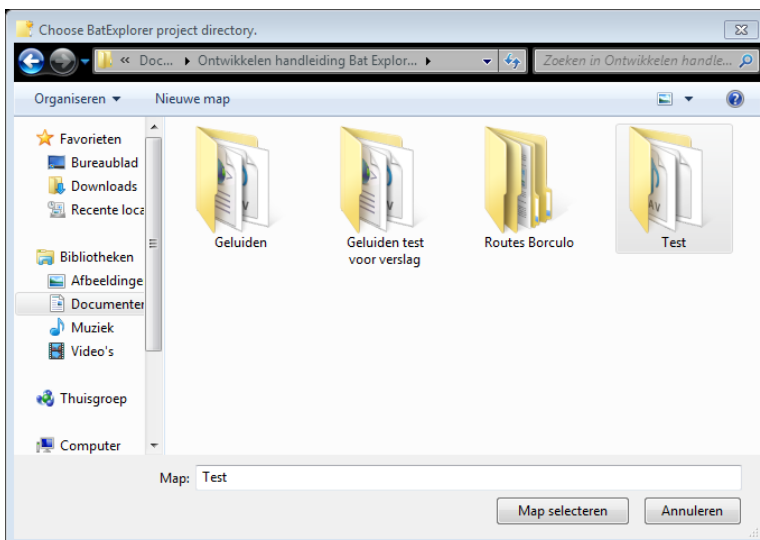 Choose BatExplorer project directory.
« Doc... ▸ Ontwikkelen handleiding Bat Explor... ▸
Zoeken in Ontwikkelen handle...
Organiseren
Nieuwe map
Favorieten
Bureaublad
Downloads
Recente loca
Bibliotheken
Afbeeldinge
Documenten
Muziek
Video's
Thuisgroep
Computer
Geluiden
Geluiden test
voor verslag
Routes Borculo
Test
Map: Test
Map selecteren
Annuleren